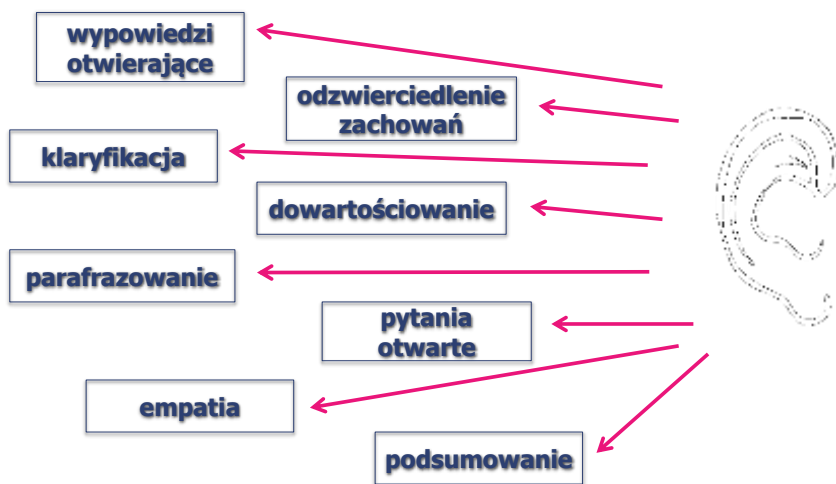 wypowiedzi
otwierające
odzwierciedlenie
zachowań
klaryfikacja
dowartościowanie
parafrazowanie
pytania
otwarte
empatia
podsumowanie